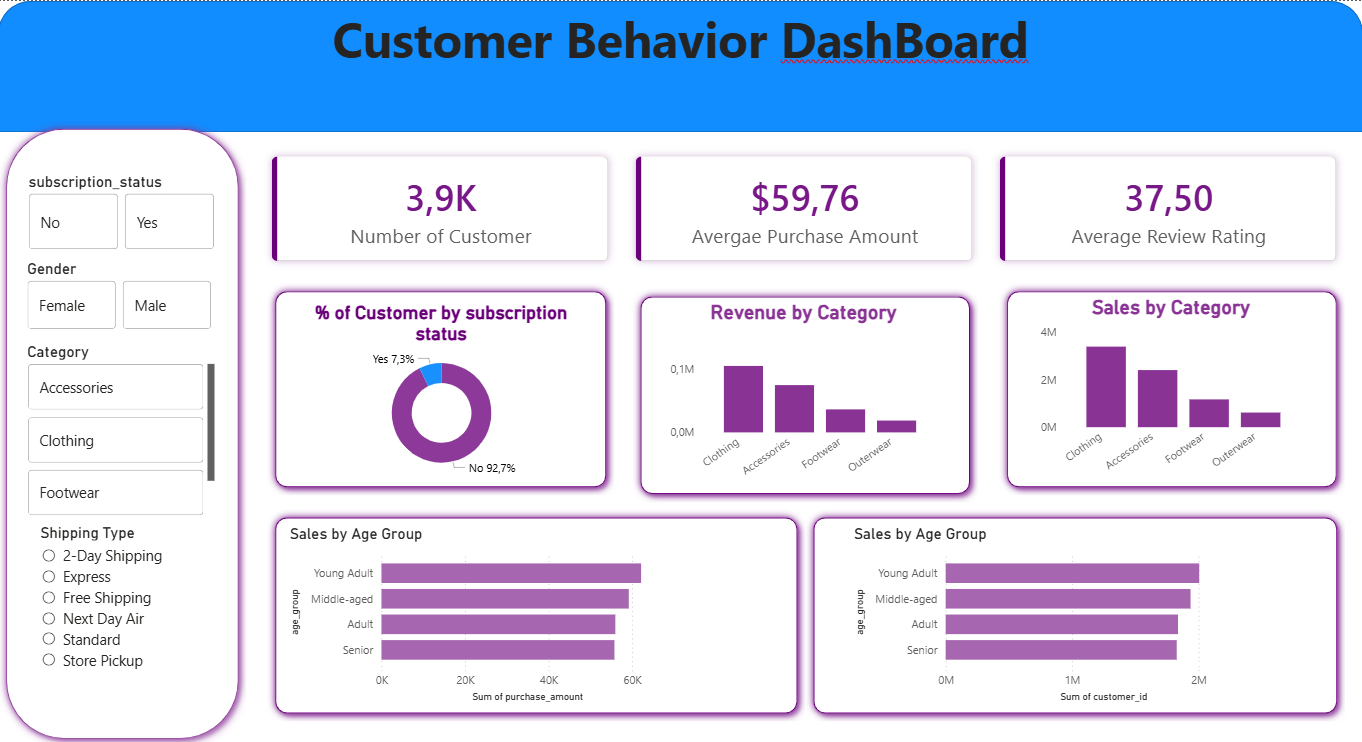 Customer Behavior DashBoard
subscription_status
No
Yes
Gender
Female
Male
Category
Accessories
Clothing
Footwear
Shipping Type
2-Day Shipping
Express
Free Shipping
Next Day Air
Standard
Store Pickup
3,9K
Number of Customer
$59,76
Avergae Purchase Amount
37,50
Average Review Rating
% of Customer by subscription
status
Yes 7,3%
No 92,7%
Revenue by Category
0,1M
0,0M
Clothing
Accessories
Footwear
Outerwear
Sales by Category
4M
2M
0M
Clothing
Accessories
Footwear
Outerwear
Sales by Age Group
age_group
Young Adult
Middle-aged
Adult
Senior
0K
20K
40K
60K
Sum of purchase_amount
Sales by Age Group
age_group
Young Adult
Middle-aged
Adult
Senior
0M
1M
2M
Sum of customer_id